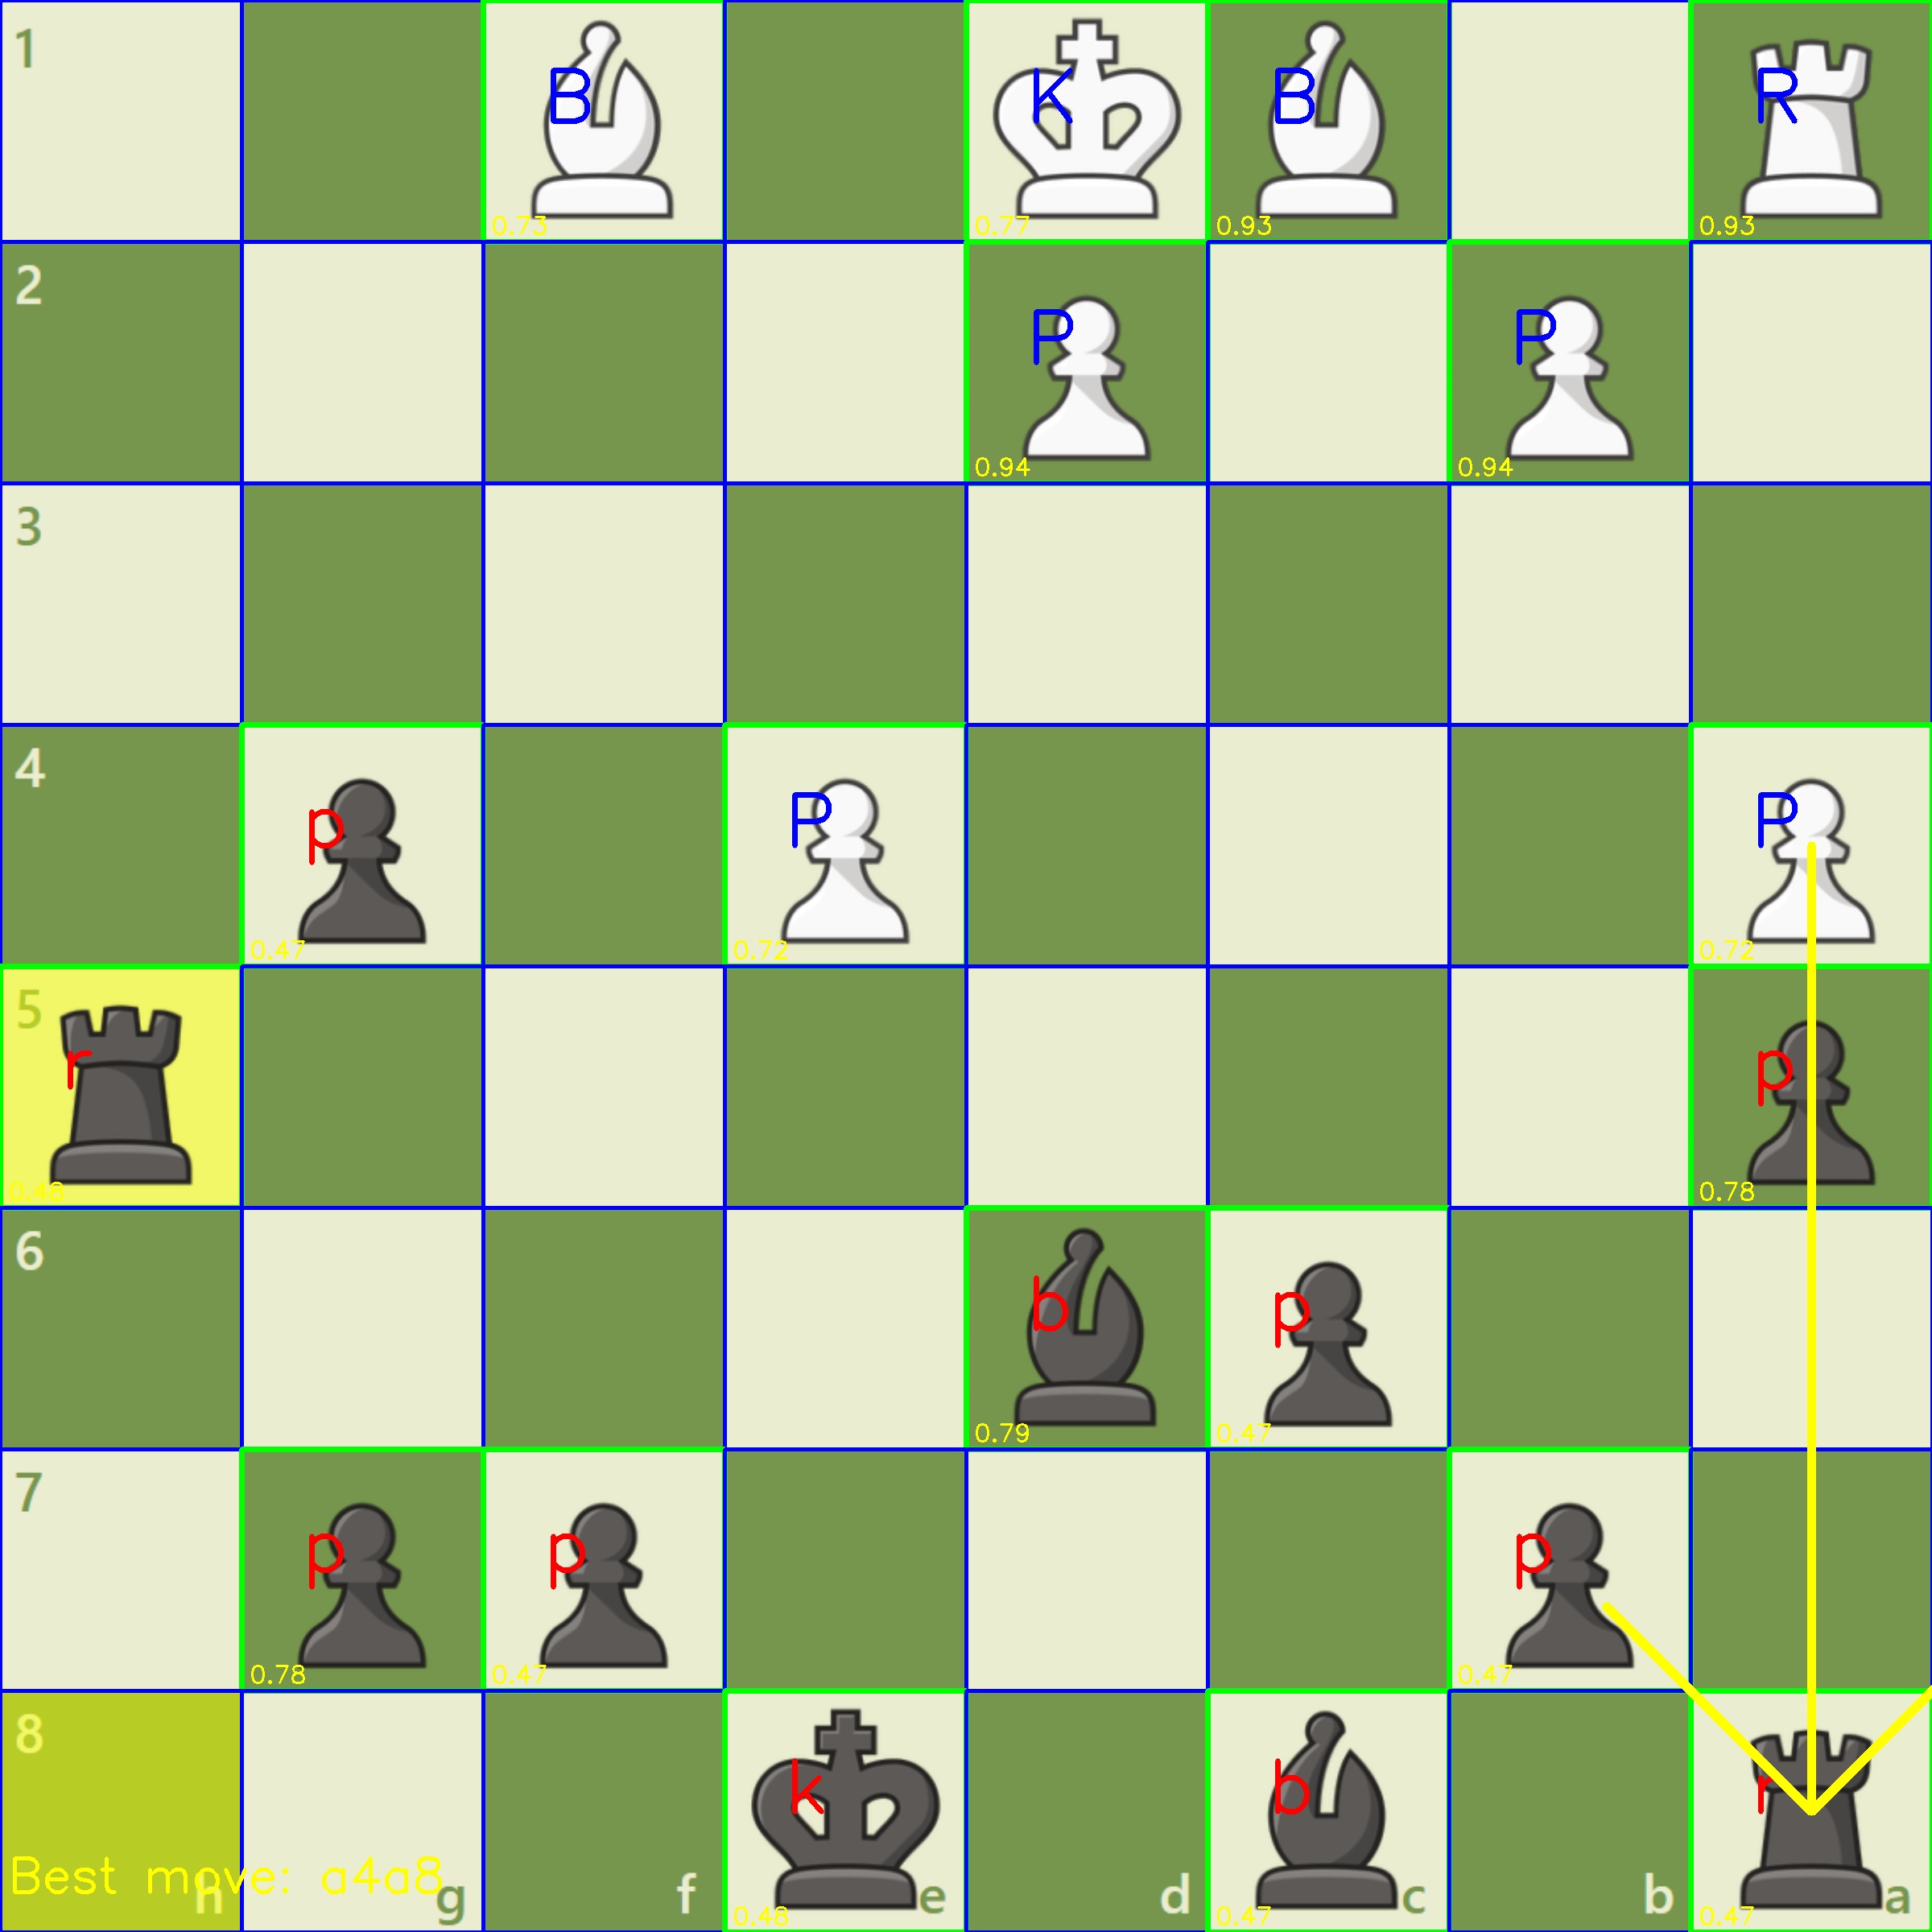 1
B K B R
0.73 0.77 0.93 0.93
2
P P
0.94 0.94
3
4
p P P
0.47 0.72 0.72
5
r p
0.48 0.78
6
b p
0.79 0.47
7
p p p
0.78 0.47 0.47
8
k b r
Best move: a4a8
h g f e d c b a
0.48 0.47 0.47